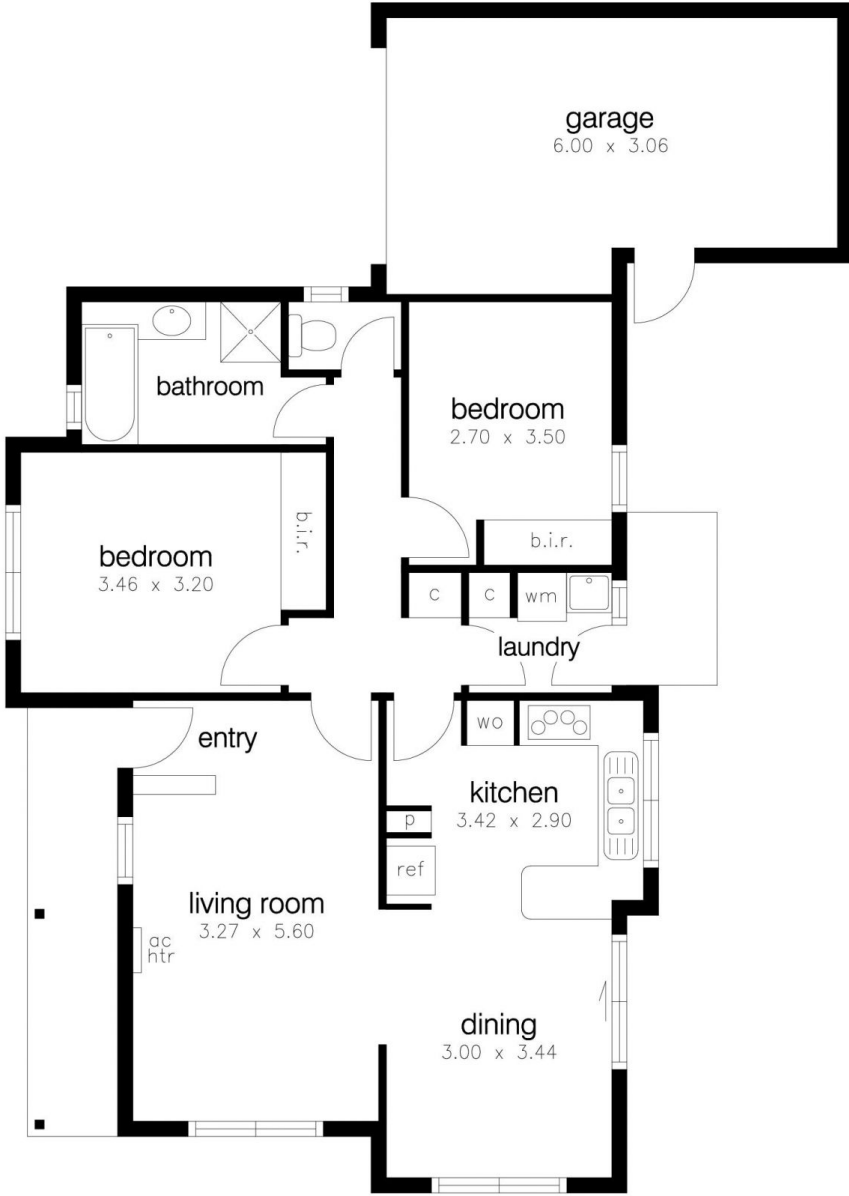 garage
6.00 x 3.06
bathroom
bedroom
2.70 x 3.50
b.i.r.
bedroom
3.46 x 3.20
b.i.r.
c
c
wm
laundry
entry
wo
kitchen
3.42 x 2.90
p
ref
living room
3.27 x 5.60
ac
htr
dining
3.00 x 3.44